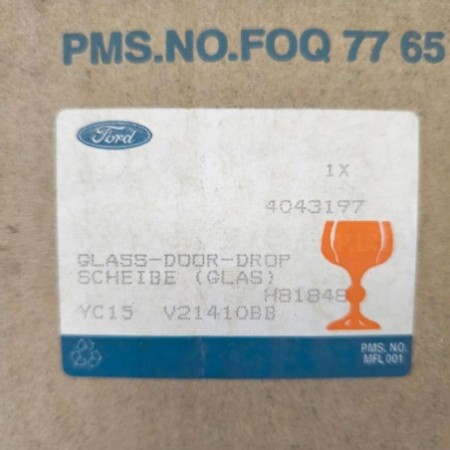 PMS.NO.FOQ 77 65
Ford
1X
4043197
GLASS-DOOR-DROP
SCHEIBE (GLAS)
H81848
YC15 V21410BB
PMS. NO.
MFL 001